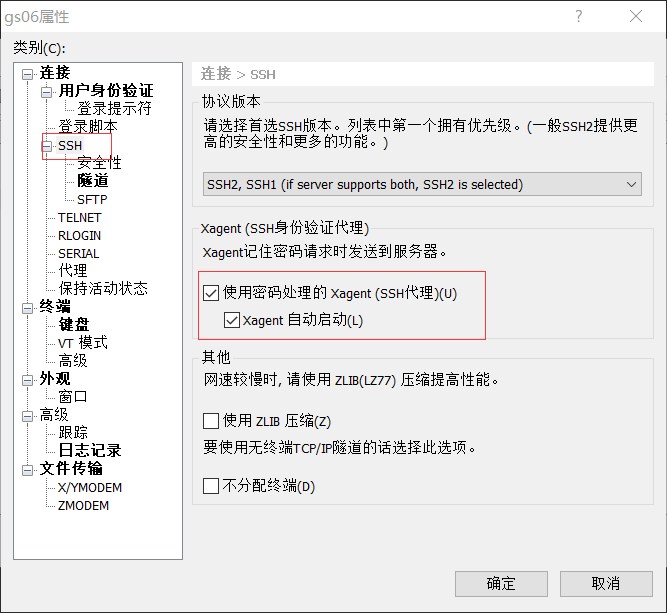 gs06属性
类别(C):
连接
用户身份验证
登录提示符
登录脚本
SSH
安全性
隧道
SFTP
TELNET
RLOGIN
SERIAL
代理
保持活动状态
终端
键盘
VT 模式
高级
外观
窗口
高级
跟踪
日志记录
文件传输
X/YMODEM
ZMODEM
连接 > SSH
协议版本
请选择首选SSH版本。列表中第一个拥有优先级。(一般SSH2提供更
高的安全性和更多的功能。)
SSH2, SSH1 (if server supports both, SSH2 is selected)
Xagent (SSH身份验证代理)
Xagent记住密码请求时发送到服务器。
使用密码处理的 Xagent (SSH代理)(U)
Xagent 自动启动(L)
其他
网速较慢时, 请使用 ZLIB(LZ77) 压缩提高性能。
使用 ZLIB 压缩(Z)
要使用无终端TCP/IP隧道的话选择此选项。
不分配终端(D)
确定
取消